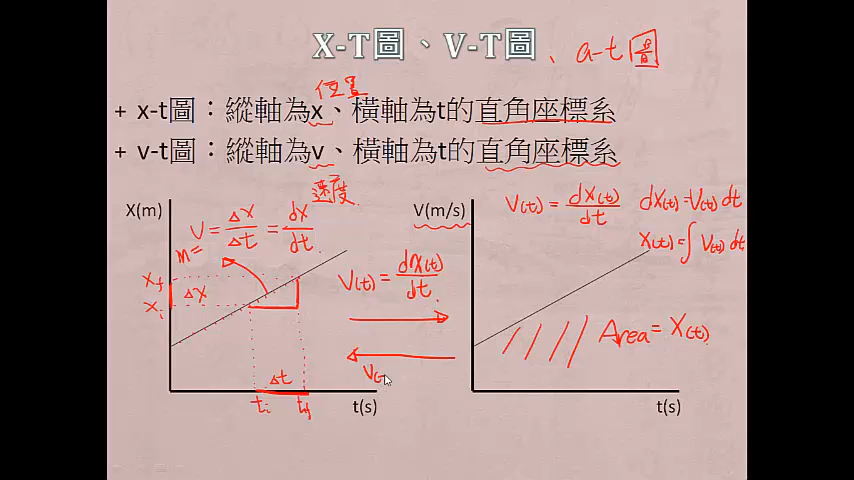 X-T圖、V-T圖、a-t圖
位置
+ x-t圖：縱軸為x、橫軸為t的直角座標系
+ v-t圖：縱軸為v、橫軸為t的直角座標系
速度
X(m)
V = Δx/Δt = dx/dt
m=
xf
xi
Δx
Δt
ti
tf
t(s)
V(t) = dx(t)/dt
V(t
V(m/s)
V(t) = dx(t)/dt
dx(t)=V(t) dt
x(t)=∫V(t) dt
Area= X(t)
t(s)